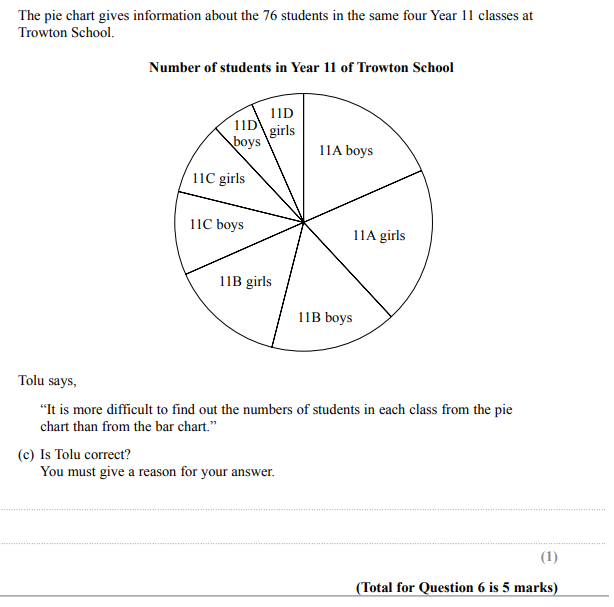 The pie chart gives information about the 76 students in the same four Year 11 classes at
Trowton School.
Number of students in Year 11 of Trowton School
11D
girls
11D
boys
11A boys
11C girls
11C boys
11A girls
11B girls
11B boys
Tolu says,
“It is more difficult to find out the numbers of students in each class from the pie
chart than from the bar chart.”
(c) Is Tolu correct?
You must give a reason for your answer.
(1)
(Total for Question 6 is 5 marks)